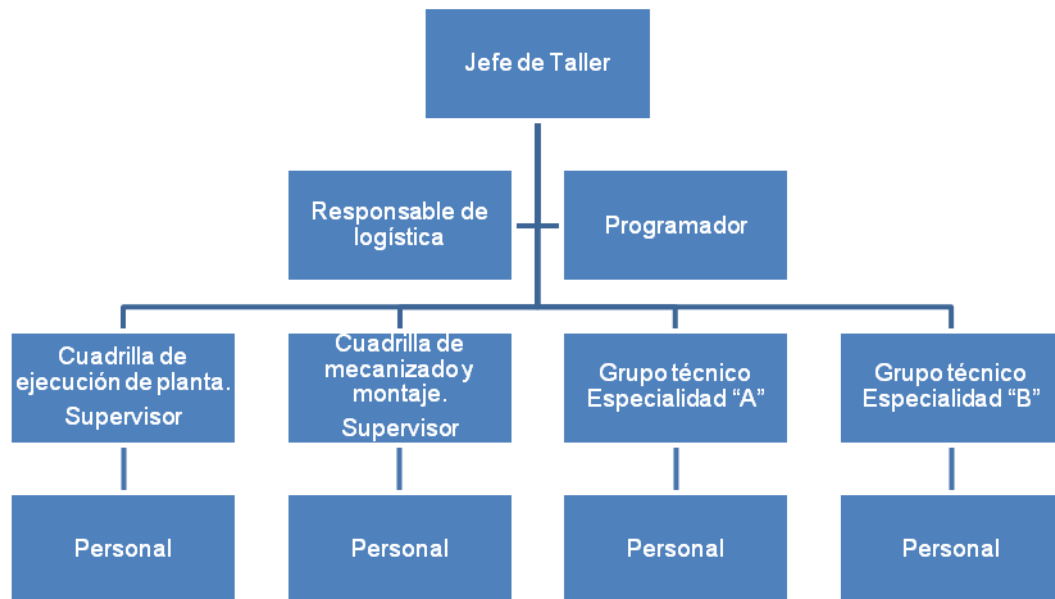 Jefe de Taller
Responsable de
logística
Programador
Cuadrilla de
ejecución de planta.
Supervisor
Cuadrilla de
mecanizado y
montaje.
Supervisor
Grupo técnico
Especialidad “A”
Grupo técnico
Especialidad “B”
Personal
Personal
Personal
Personal